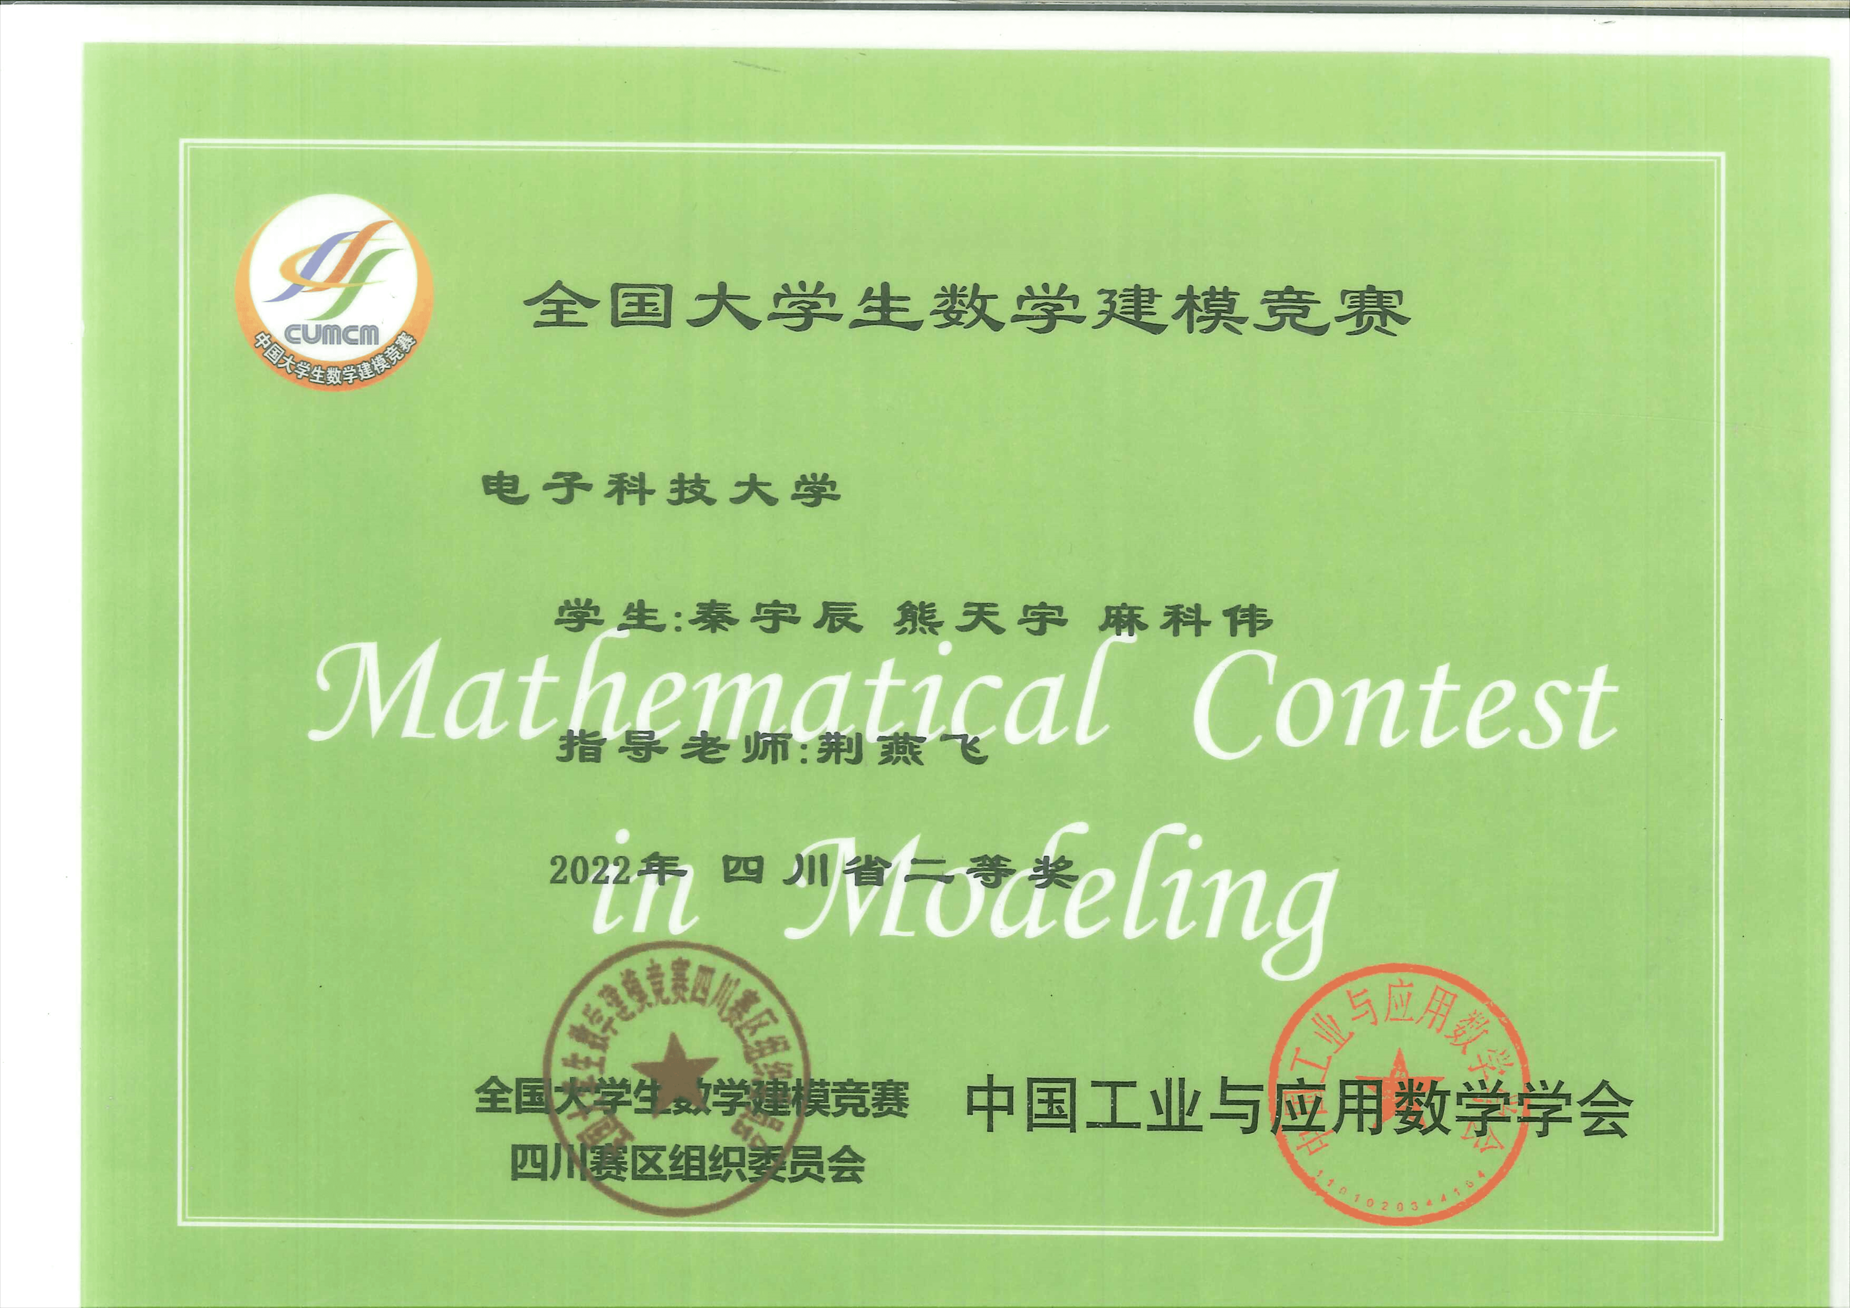 CUMCM
中国大学生数学建模竞赛
全国大学生数学建模竞赛
电子科技大学
学生:秦宇辰 熊天宇 麻科伟
Mathematical Contest
指导老师:荆燕飞
2022年 四川省二等奖
in Modeling
全国大学生数学建模竞赛四川赛区组织委员会
中国工业与应用数学学会
全国大学生数学建模竞赛
四川赛区组织委员会
中国工业与应用数学学会